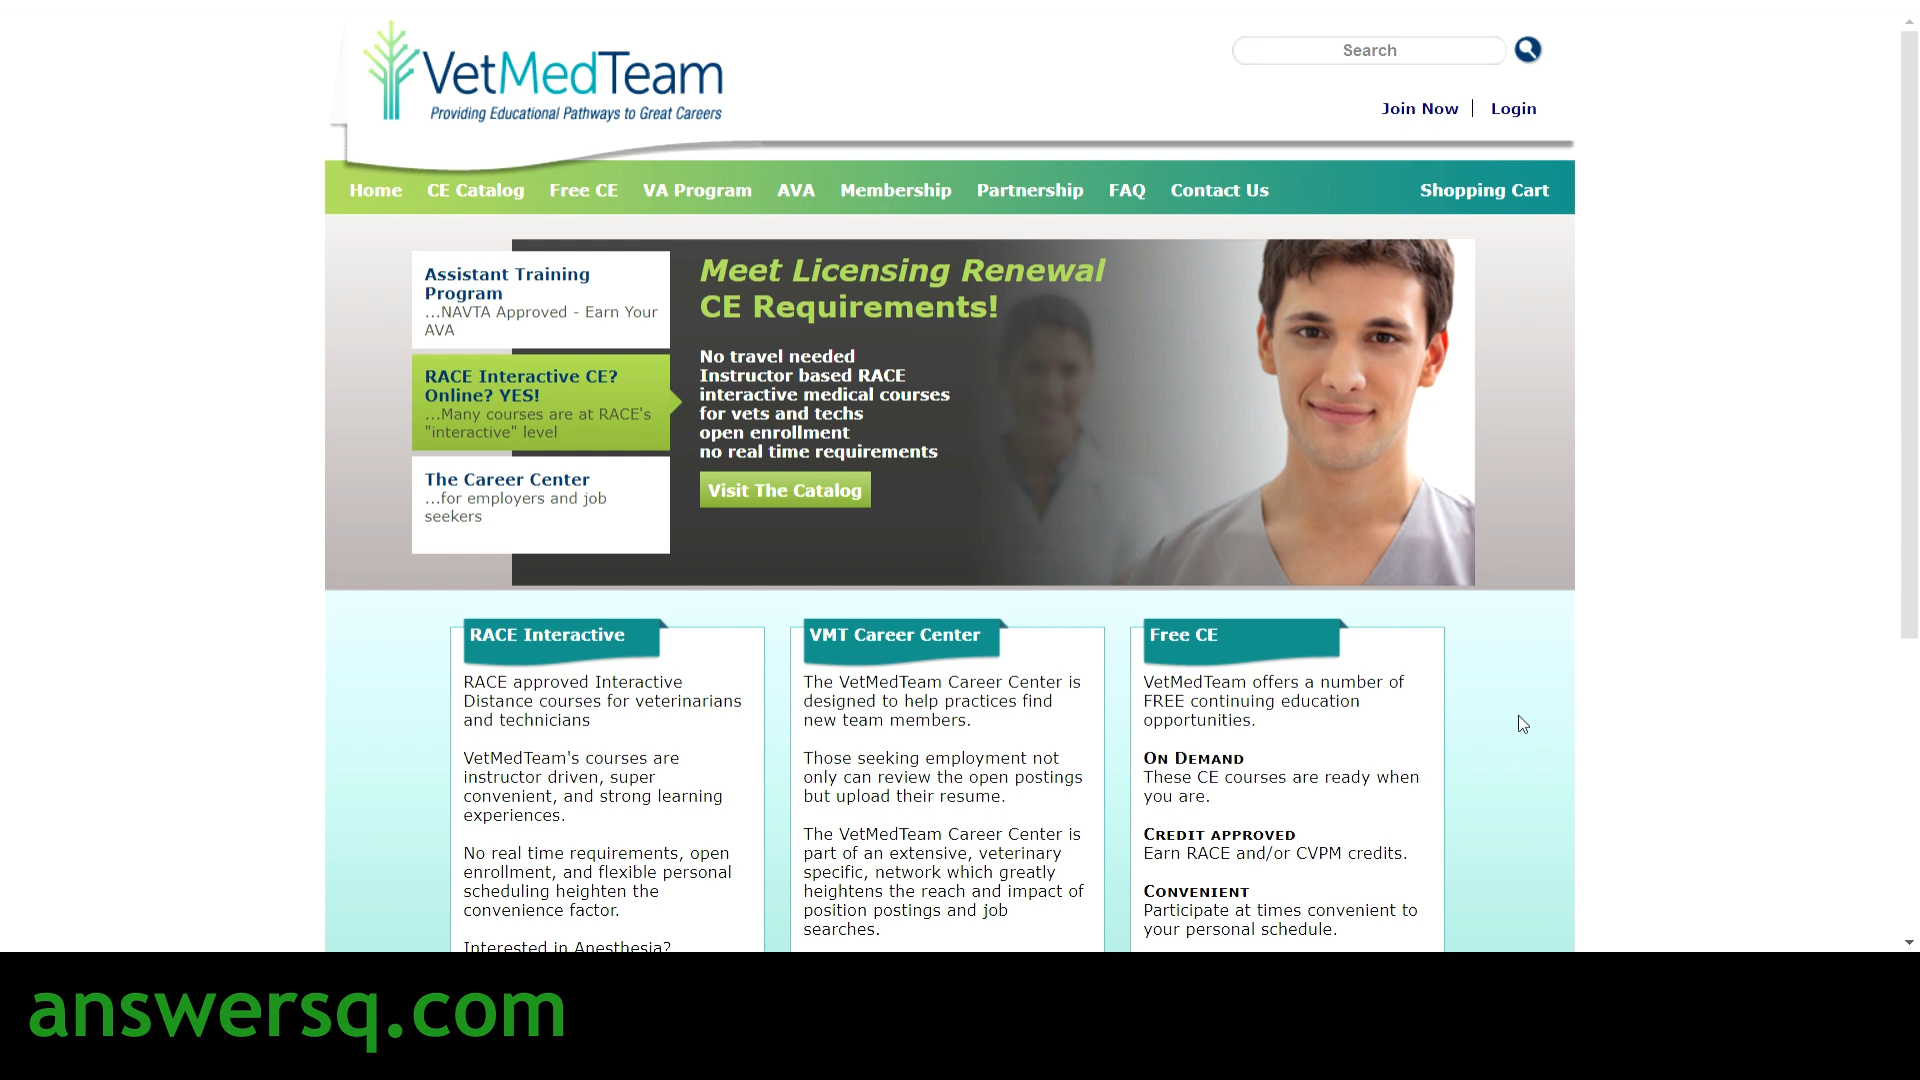 VetMedTeam
Providing Educational Pathways to Great Careers
Search
Join Now
Login
Home
CE Catalog
Free CE
VA Program
AVA
Membership
Partnership
FAQ
Contact Us
Shopping Cart
Assistant Training
Program
...NAVTA Approved - Earn Your
AVA
RACE Interactive CE?
Online? YES!
...Many courses are at RACE's
"interactive" level
The Career Center
...for employers and job
seekers
Meet Licensing Renewal
CE Requirements!
No travel needed
Instructor based RACE
interactive medical courses
for vets and techs
open enrollment
no real time requirements
Visit The Catalog
RACE Interactive
RACE approved Interactive
Distance courses for veterinarians
and technicians
VetMedTeam's courses are
instructor driven, super
convenient, and strong learning
experiences.
No real time requirements, open
enrollment, and flexible personal
scheduling heighten the
convenience factor.
Interested in Anesthesia?
VMT Career Center
The VetMedTeam Career Center is
designed to help practices find
new team members.
Those seeking employment not
only can review the open postings
but upload their resume.
The VetMedTeam Career Center is
part of an extensive, veterinary
specific, network which greatly
heightens the reach and impact of
position postings and job
searches.
Free CE
VetMedTeam offers a number of
FREE continuing education
opportunities.
On Demand
These CE courses are ready when
you are.
Credit approved
Earn RACE and/or CVPM credits.
Convenient
Participate at times convenient to
your personal schedule.
answersq.com